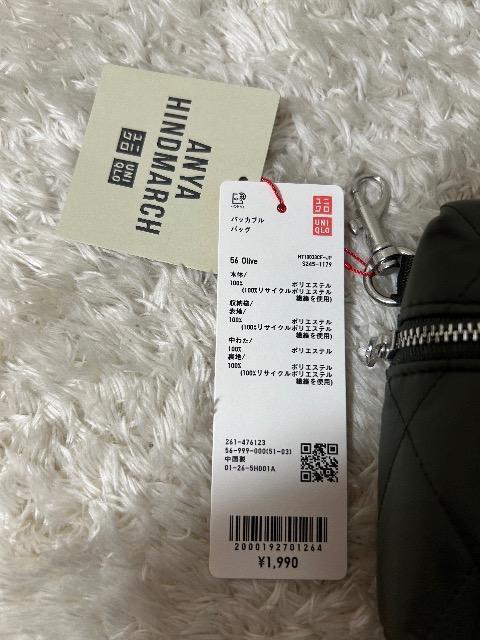 ANYA
HINDMARCH
ユニ
クロ
UNI
QLO
ユニ
クロ
UNI
QLO
パッカブル
バッグ
56 Olive
S245-1179
本体/
100% ポリエステル
(100%リサイクルポリエステル
繊維を使用)
収納袋/
表地/
100% ポリエステル
(100%リサイクルポリエステル
繊維を使用)
中わた/
100% ポリエステル
裏地/
100% ポリエステル
(100%リサイクルポリエステル
繊維を使用)
261-476123
56-999-000(51-03)
中国製
01-26-5H001A
2000192701264
¥1,990